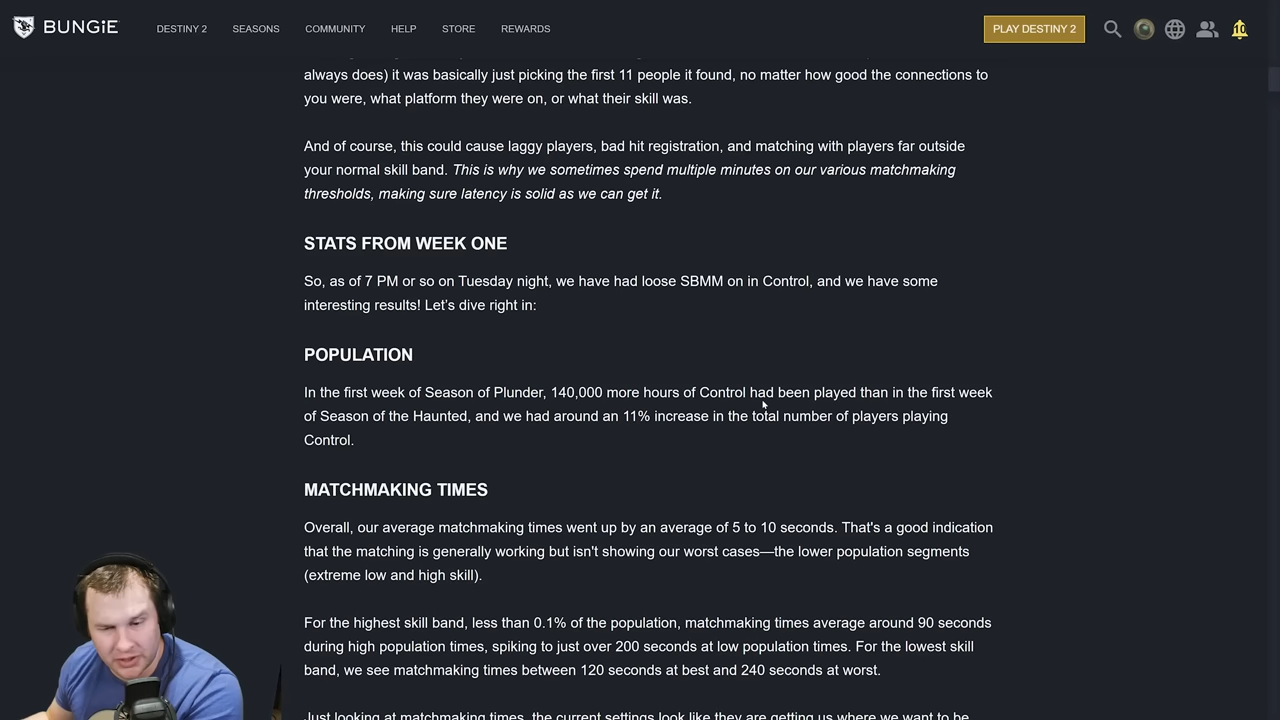 BUNGiE DESTINY 2 SEASONS COMMUNITY HELP STORE REWARDS PLAY DESTINY 2 10
always does) it was basically just picking the first 11 people it found, no matter how good the connections to
you were, what platform they were on, or what their skill was.
And of course, this could cause laggy players, bad hit registration, and matching with players far outside
your normal skill band. This is why we sometimes spend multiple minutes on our various matchmaking
thresholds, making sure latency is solid as we can get it.
STATS FROM WEEK ONE
So, as of 7 PM or so on Tuesday night, we have had loose SBMM on in Control, and we have some
interesting results! Let's dive right in:
POPULATION
In the first week of Season of Plunder, 140,000 more hours of Control had been played than in the first week
of Season of the Haunted, and we had around an 11% increase in the total number of players playing
Control.
MATCHMAKING TIMES
Overall, our average matchmaking times went up by an average of 5 to 10 seconds. That's a good indication
that the matching is generally working but isn't showing our worst cases—the lower population segments
(extreme low and high skill).
For the highest skill band, less than 0.1% of the population, matchmaking times average around 90 seconds
during high population times, spiking to just over 200 seconds at low population times. For the lowest skill
band, we see matchmaking times between 120 seconds at best and 240 seconds at worst.
Just looking at matchmaking times, the current settings look like they are getting us where we want to be